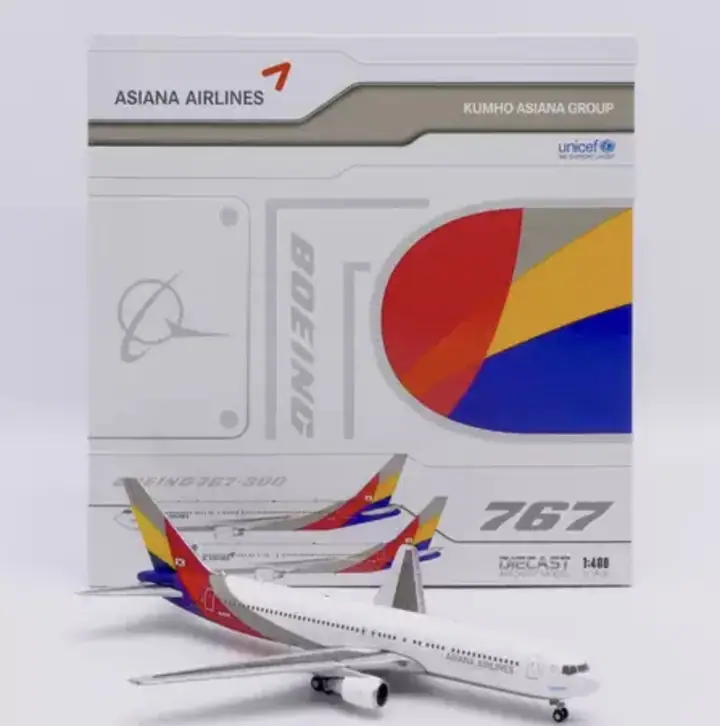 ASIANA AIRLINES
KUMHO ASIANA GROUP
unicef
BOEING
BOEING 767-300
767
DIECAST 1:400
ASIANA AIRLINES